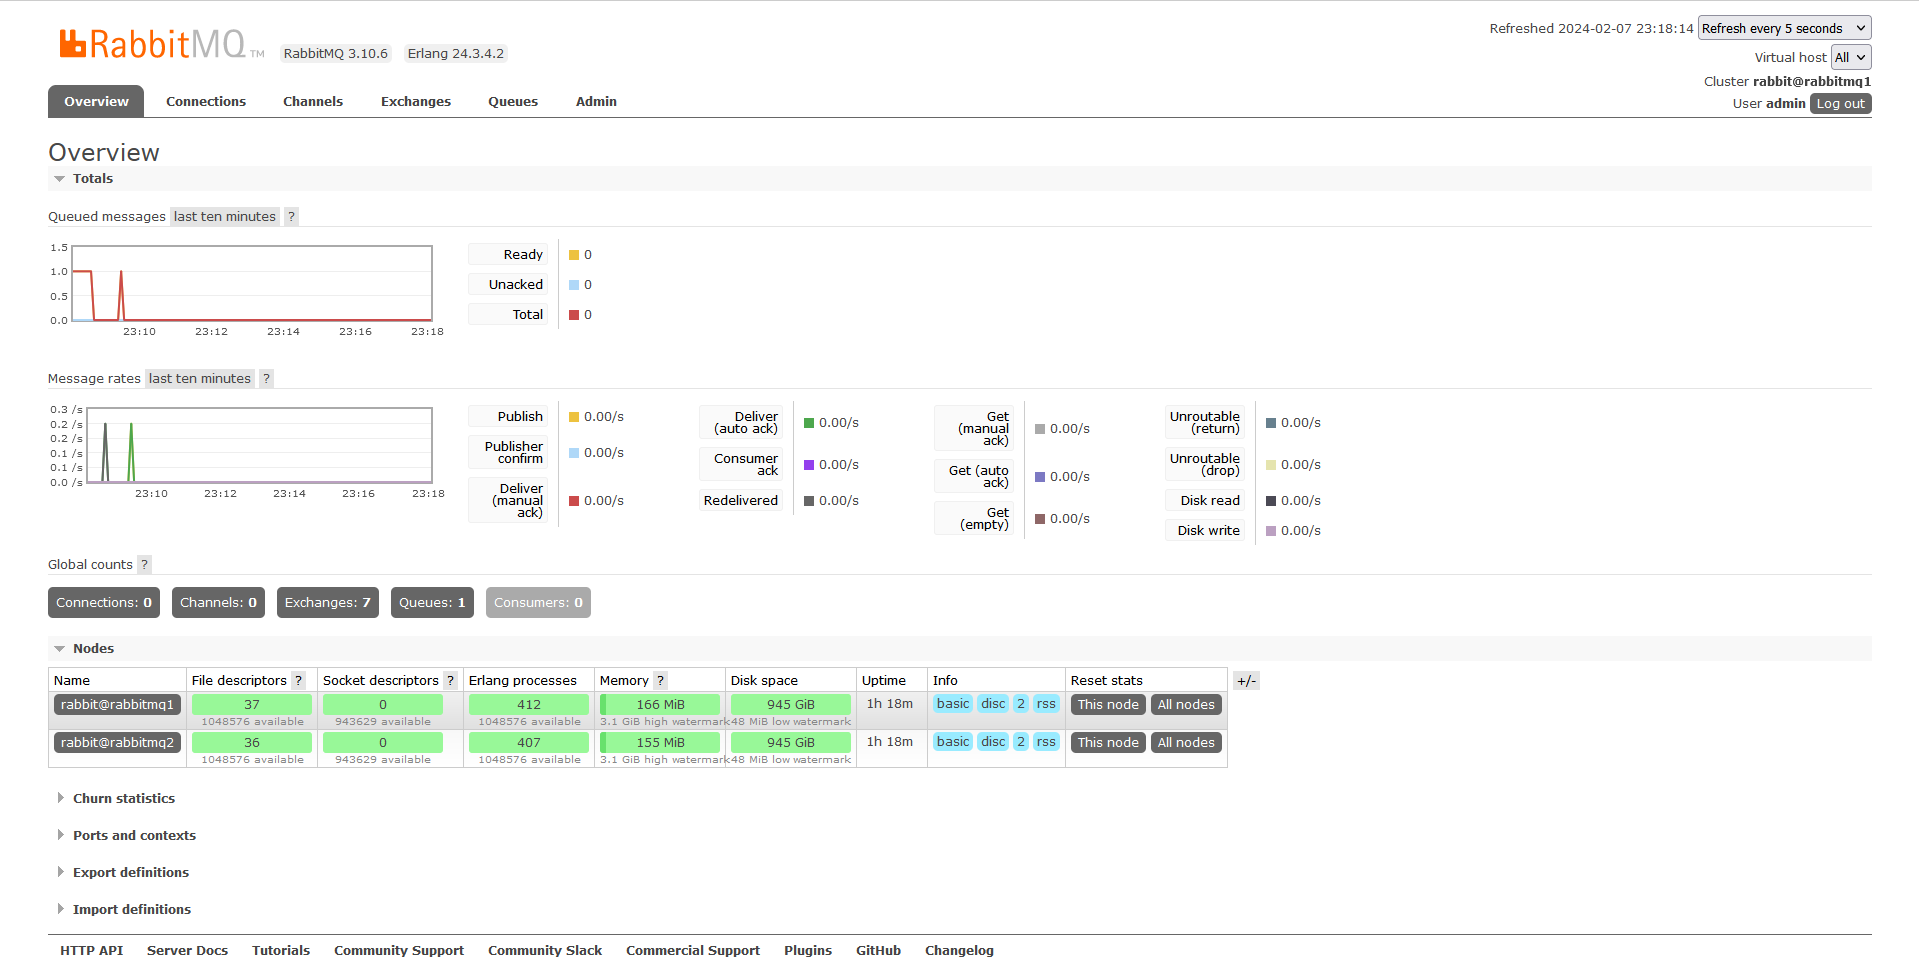 RabbitMQ TM RabbitMQ 3.10.6 Erlang 24.3.4.2
Refreshed 2024-02-07 23:18:14 Refresh every 5 seconds
Virtual host All
Cluster rabbit@rabbitmq1
User admin Log out
Overview Connections Channels Exchanges Queues Admin
Overview
Totals
Queued messages last ten minutes ?
1.5
1.0
0.5
0.0
23:10 23:12 23:14 23:16 23:18
Ready 0
Unacked 0
Total 0
Message rates last ten minutes ?
0.3 /s
0.2 /s
0.2 /s
0.1 /s
0.1 /s
0.0 /s
23:10 23:12 23:14 23:16 23:18
Publish 0.00/s
Publisher
confirm 0.00/s
Deliver
(manual
ack) 0.00/s
Deliver
(auto ack) 0.00/s
Consumer
ack 0.00/s
Redelivered 0.00/s
Get
(manual
ack) 0.00/s
Get (auto
ack) 0.00/s
Get
(empty) 0.00/s
Unroutable
(return) 0.00/s
Unroutable
(drop) 0.00/s
Disk read 0.00/s
Disk write 0.00/s
Global counts ?
Connections: 0 Channels: 0 Exchanges: 7 Queues: 1 Consumers: 0
Nodes
Name File descriptors ? Socket descriptors ? Erlang processes Memory ? Disk space Uptime Info Reset stats +/-
rabbit@rabbitmq1 37 0 412 166 MiB 945 GiB 1h 18m basic disc 2 rss This node All nodes
1048576 available 943629 available 1048576 available 3.1 GiB high watermark 48 MiB low watermark
rabbit@rabbitmq2 36 0 407 155 MiB 945 GiB 1h 18m basic disc 2 rss This node All nodes
1048576 available 943629 available 1048576 available 3.1 GiB high watermark 48 MiB low watermark
Churn statistics
Ports and contexts
Export definitions
Import definitions
HTTP API Server Docs Tutorials Community Support Community Slack Commercial Support Plugins GitHub Changelog